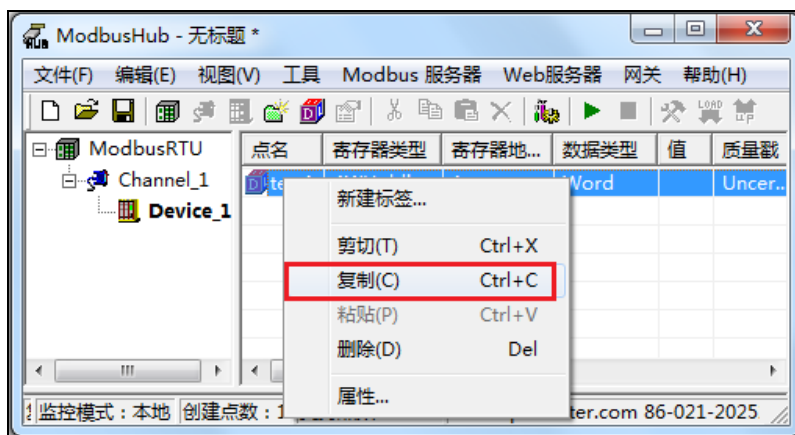 ModbusHub - 无标题 *
文件(F) 编辑(E) 视图(V) 工具 Modbus 服务器 Web服务器 网关 帮助(H)
LOAD UP
ModbusRTU
Channel_1
Device_1
点名 寄存器类型 寄存器地... 数据类型 值 质量戳
Word Uncer...
新建标签...
剪切(T) Ctrl+X
复制(C) Ctrl+C
粘贴(P) Ctrl+V
删除(D) Del
属性...
监控模式：本地 创建点数：1 ter.com 86-021-2025